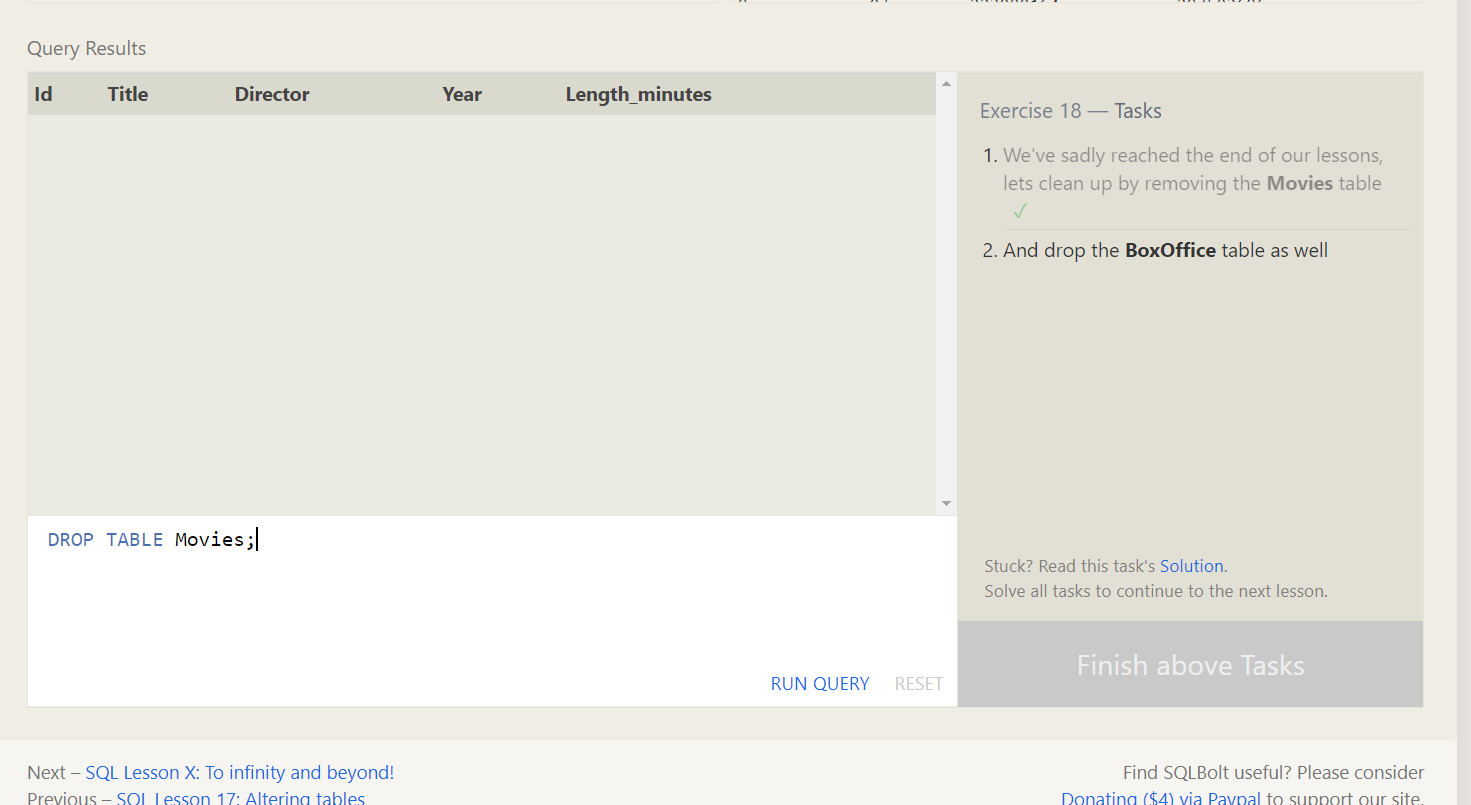 Query Results
Id Title Director Year Length_minutes
DROP TABLE Movies;
RUN QUERY RESET
Exercise 18 — Tasks
1. We've sadly reached the end of our lessons,
lets clean up by removing the Movies table
✓
2. And drop the BoxOffice table as well
Stuck? Read this task's Solution.
Solve all tasks to continue to the next lesson.
Finish above Tasks
Next – SQL Lesson X: To infinity and beyond!
Previous – SQL Lesson 17: Altering tables
Find SQLBolt useful? Please consider
Donating ($4) via Paypal to support our site.